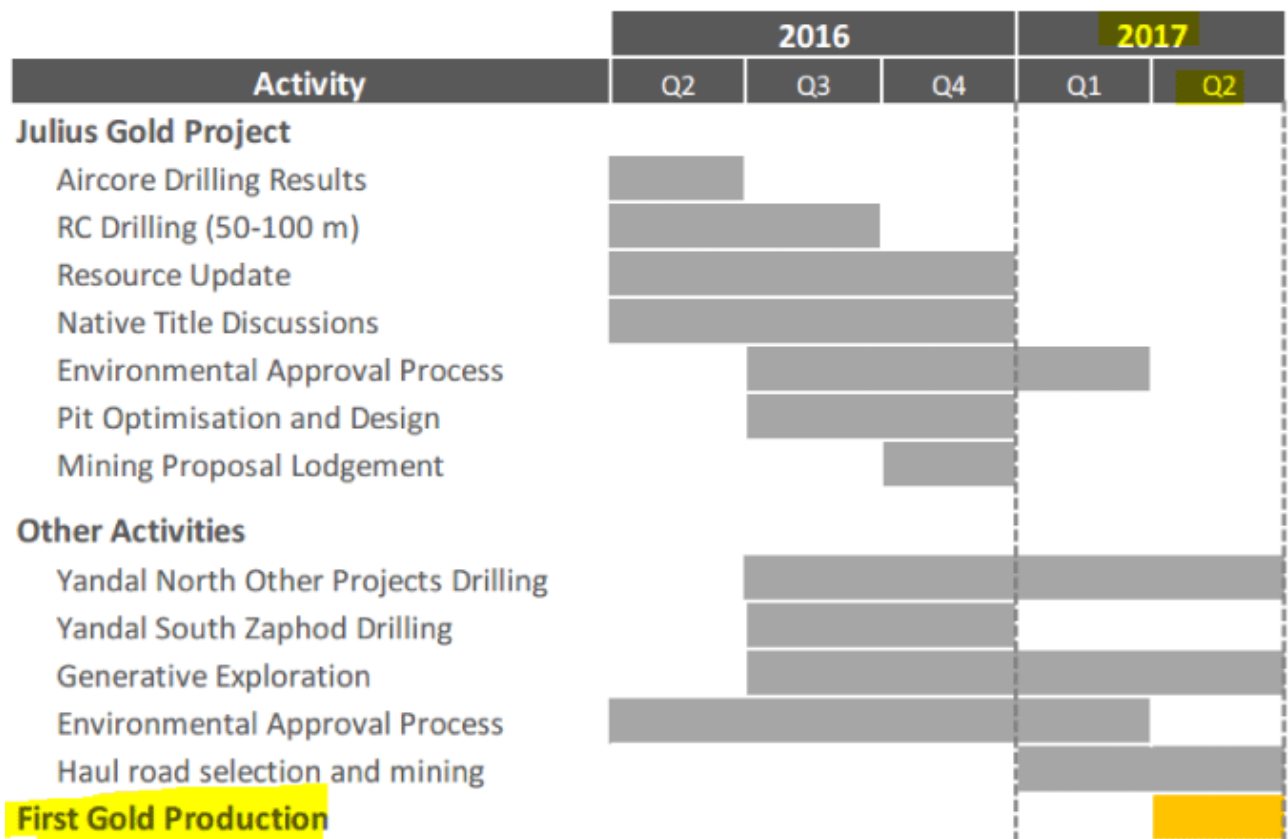 2016 2017
Activity Q2 Q3 Q4 Q1 Q2
Julius Gold Project
Aircore Drilling Results
RC Drilling (50-100 m)
Resource Update
Native Title Discussions
Environmental Approval Process
Pit Optimisation and Design
Mining Proposal Lodgement
Other Activities
Yandal North Other Projects Drilling
Yandal South Zaphod Drilling
Generative Exploration
Environmental Approval Process
Haul road selection and mining
First Gold Production